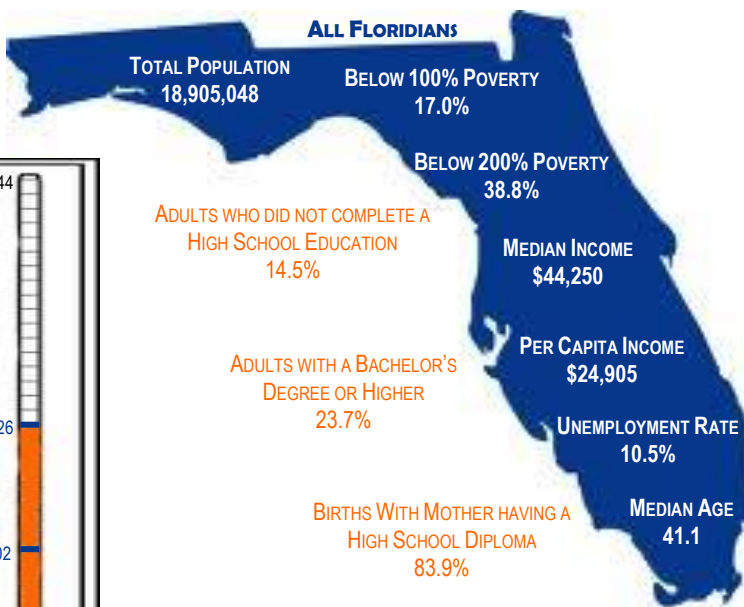 ALL FLORIDIANS
TOTAL POPULATION
18,905,048
BELOW 100% POVERTY
17.0%
BELOW 200% POVERTY
38.8%
ADULTS WHO DID NOT COMPLETE A
HIGH SCHOOL EDUCATION
14.5%
MEDIAN INCOME
$44,250
PER CAPITA INCOME
$24,905
ADULTS WITH A BACHELOR'S
DEGREE OR HIGHER
23.7%
UNEMPLOYMENT RATE
10.5%
BIRTHS WITH MOTHER HAVING A
HIGH SCHOOL DIPLOMA
83.9%
MEDIAN AGE
41.1